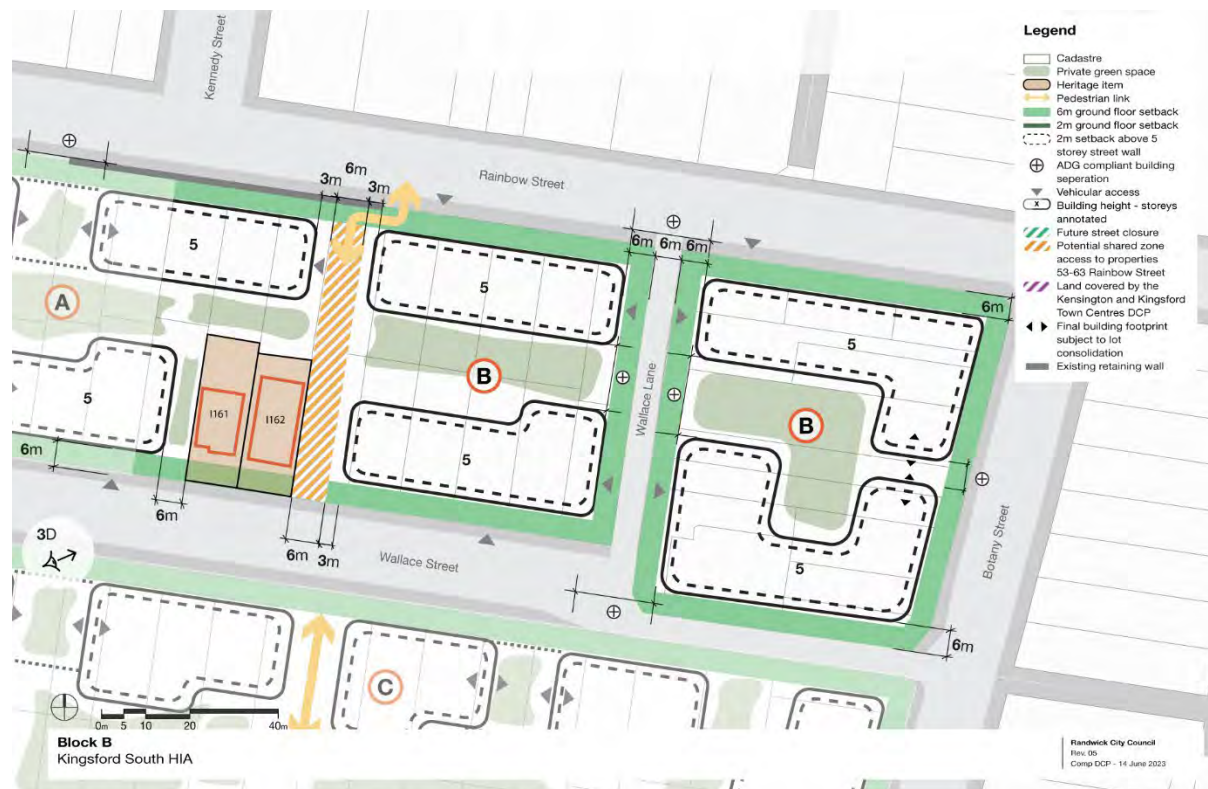 Legend
Cadastre
Private green space
Heritage item
Pedestrian link
6m ground floor setback
2m ground floor setback
2m setback above 5
storey street wall
ADG compliant building
seperation
Vehicular access
x
Building height - storeys
annotated
Future street closure
Potential shared zone
access to properties
53-63 Rainbow Street
Land covered by the
Kensington and Kingsford
Town Centres DCP
Final building footprint
subject to lot
consolidation
Existing retaining wall
Kennedy Street
Rainbow Street
6m
3m
3m
6m
6m
6m
6m
5
5
5
A
B
B
5
5
5
I161
I162
Wallace Lane
Botany Street
6m
6m
6m
3m
Wallace Street
6m
3D
C
0m
5
10
20
40m
Block B
Kingsford South HIA
Randwick City Council
Rev. 05
Comp DCP - 14 June 2023